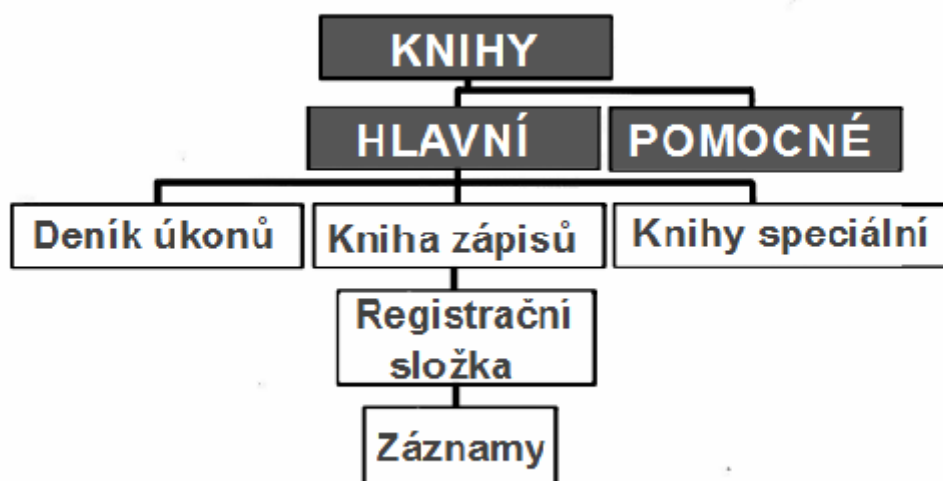 KNIHY
HLAVNÍ
POMOCNÉ
Deník úkonů
Kniha zápisů
Knihy speciální
Registrační
složka
Záznamy